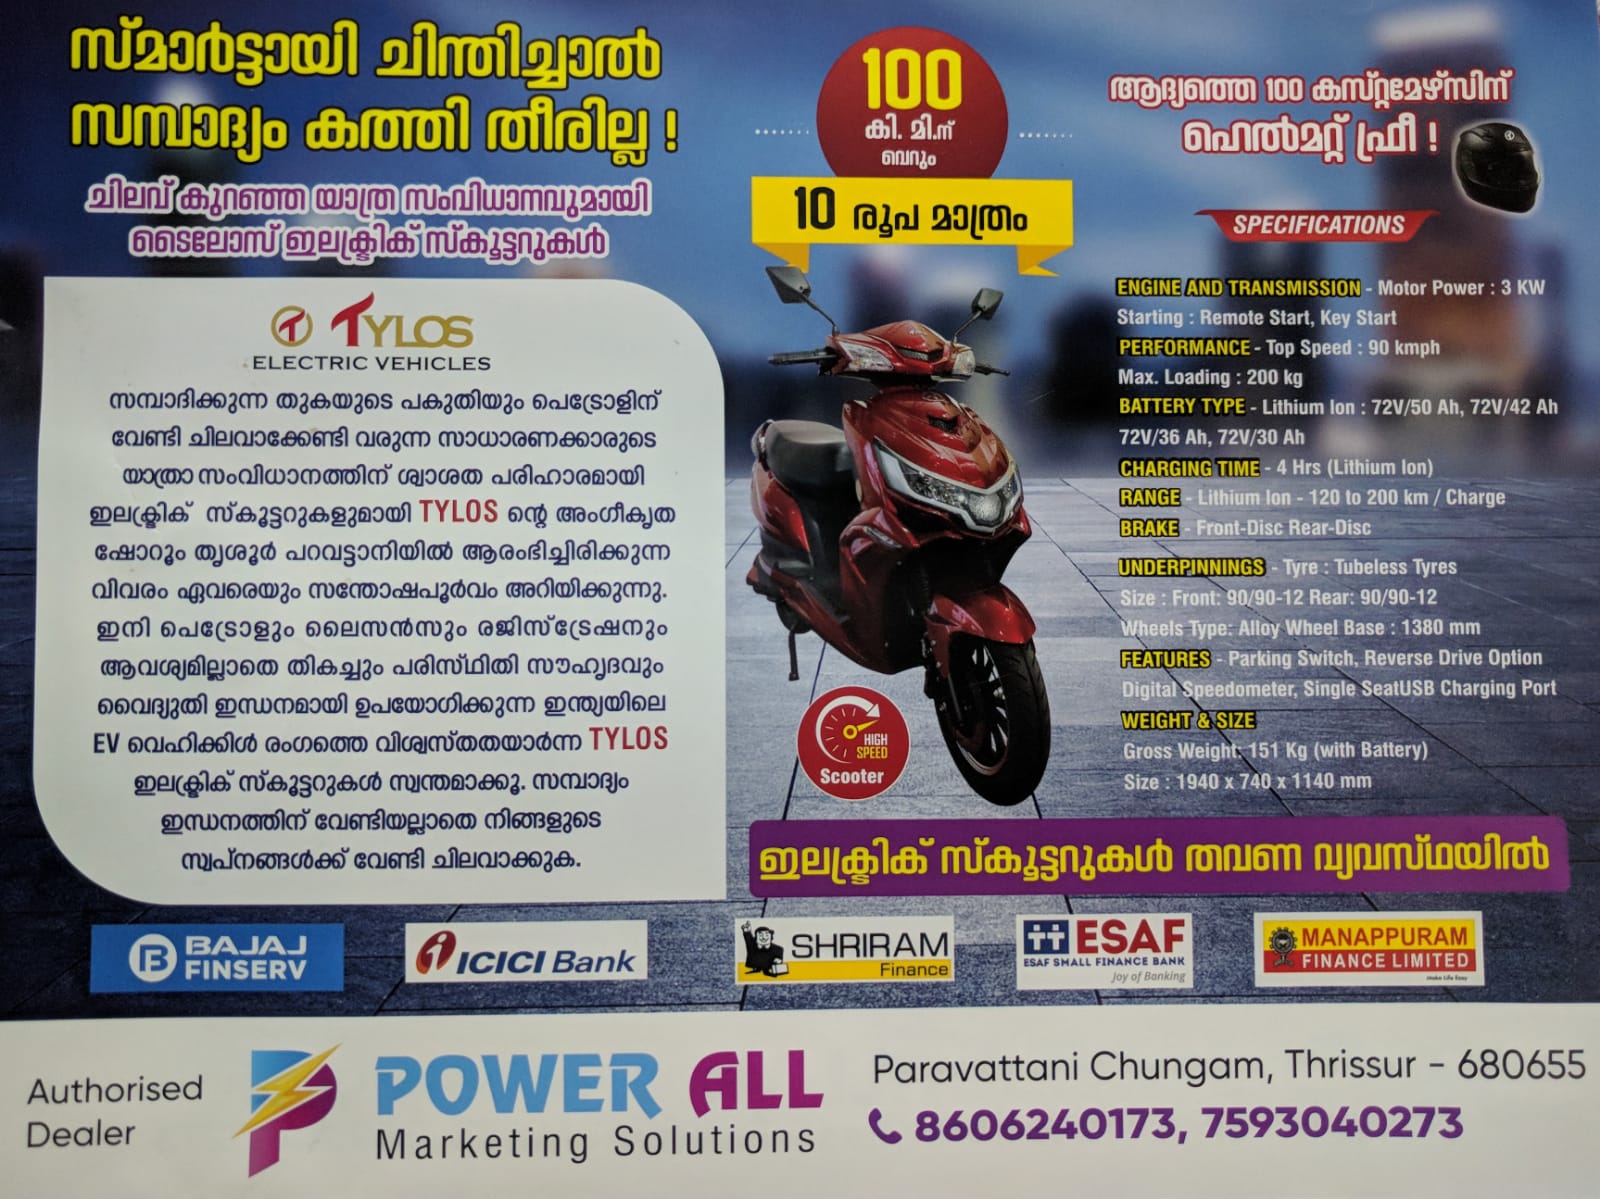 സ്മാർട്ടായി ചിന്തിച്ചാൽ
സമ്പാദ്യം കത്തി തീരില്ല !
ചിലവ് കുറഞ്ഞ യാത്ര സംവിധാനവുമായി
ടൈലോസ് ഇലക്ട്രിക് സ്കൂട്ടറുകൾ
TYLOS
ELECTRIC VEHICLES
സമ്പാദിക്കുന്ന തുകയുടെ പകുതിയും പെട്രോളിന്
വേണ്ടി ചിലവാക്കേണ്ടി വരുന്ന സാധാരണക്കാരുടെ
യാത്രാ സംവിധാനത്തിന് ശ്വാശത പരിഹാരമായി
ഇലക്ട്രിക് സ്കൂട്ടറുകളുമായി TYLOS ന്റെ അംഗീകൃത
ഷോറൂം തൃശൂർ പറവട്ടാനിയിൽ ആരംഭിച്ചിരിക്കുന്ന
വിവരം ഏവരെയും സന്തോഷപൂർവം അറിയിക്കുന്നു.
ഇനി പെട്രോളും ലൈസൻസും രജിസ്ട്രേഷനും
ആവശ്യമില്ലാതെ തികച്ചും പരിസ്ഥിതി സൗഹൃദവും
വൈദ്യുതി ഇന്ധനമായി ഉപയോഗിക്കുന്ന ഇന്ത്യയിലെ
EV വെഹിക്കിൾ രംഗത്തെ വിശ്വസ്തതയാർന്ന TYLOS
ഇലക്ട്രിക് സ്കൂട്ടറുകൾ സ്വന്തമാക്കൂ. സമ്പാദ്യം
ഇന്ധനത്തിന് വേണ്ടിയല്ലാതെ നിങ്ങളുടെ
സ്വപ്നങ്ങൾക്ക് വേണ്ടി ചിലവാക്കുക.
100
കി. മി.ന്
വെറും
10 രൂപ മാത്രം
HIGH
SPEED
Scooter
ആദ്യത്തെ 100 കസ്റ്റമേഴ്സിന്
ഹെൽമറ്റ് ഫ്രീ !
SPECIFICATIONS
ENGINE AND TRANSMISSION - Motor Power : 3 KW
Starting : Remote Start, Key Start
PERFORMANCE - Top Speed : 90 kmph
Max. Loading : 200 kg
BATTERY TYPE - Lithium Ion : 72V/50 Ah, 72V/42 Ah
72V/36 Ah, 72V/30 Ah
CHARGING TIME - 4 Hrs (Lithium Ion)
RANGE - Lithium Ion - 120 to 200 km / Charge
BRAKE - Front-Disc Rear-Disc
UNDERPINNINGS - Tyre : Tubeless Tyres
Size : Front: 90/90-12 Rear: 90/90-12
Wheels Type: Alloy Wheel Base : 1380 mm
FEATURES - Parking Switch, Reverse Drive Option
Digital Speedometer, Single SeatUSB Charging Port
WEIGHT & SIZE
Gross Weight: 151 Kg (with Battery)
Size : 1940 x 740 x 1140 mm
ഇലക്ട്രിക് സ്കൂട്ടറുകൾ തവണ വ്യവസ്ഥയിൽ
BAJAJ
FINSERV
ICICI Bank
SHRIRAM
Finance
ESAF
ESAF SMALL FINANCE BANK
Joy of Banking
MANAPPURAM
FINANCE LIMITED
Make Life Easy
Authorised
Dealer
POWER ALL
Marketing Solutions
Paravattani Chungam, Thrissur - 680655
8606240173, 7593040273